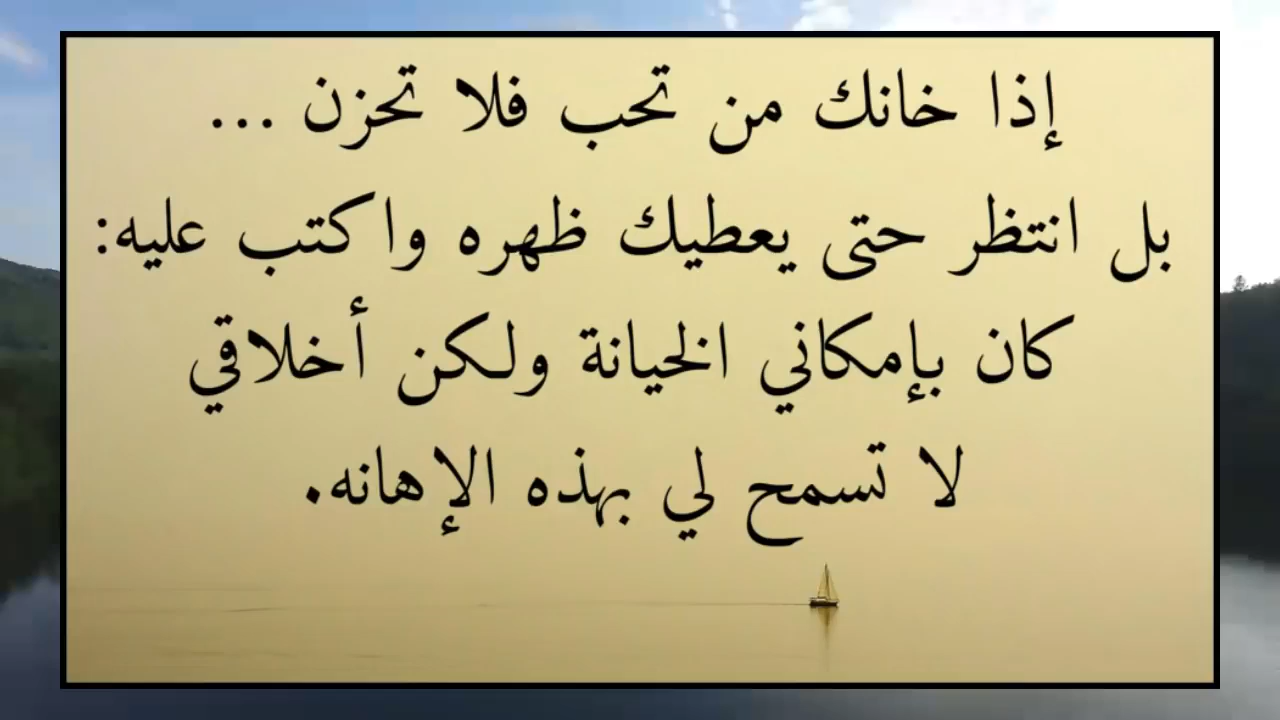 إذا خانك من تحب فلا تحزن ...
بل انتظر حتى يعطيك ظهره واكتب عليه:
كان بإمكاني الخيانة ولكن أخلاقي
لا تسمح لي بهذه الإهانه.